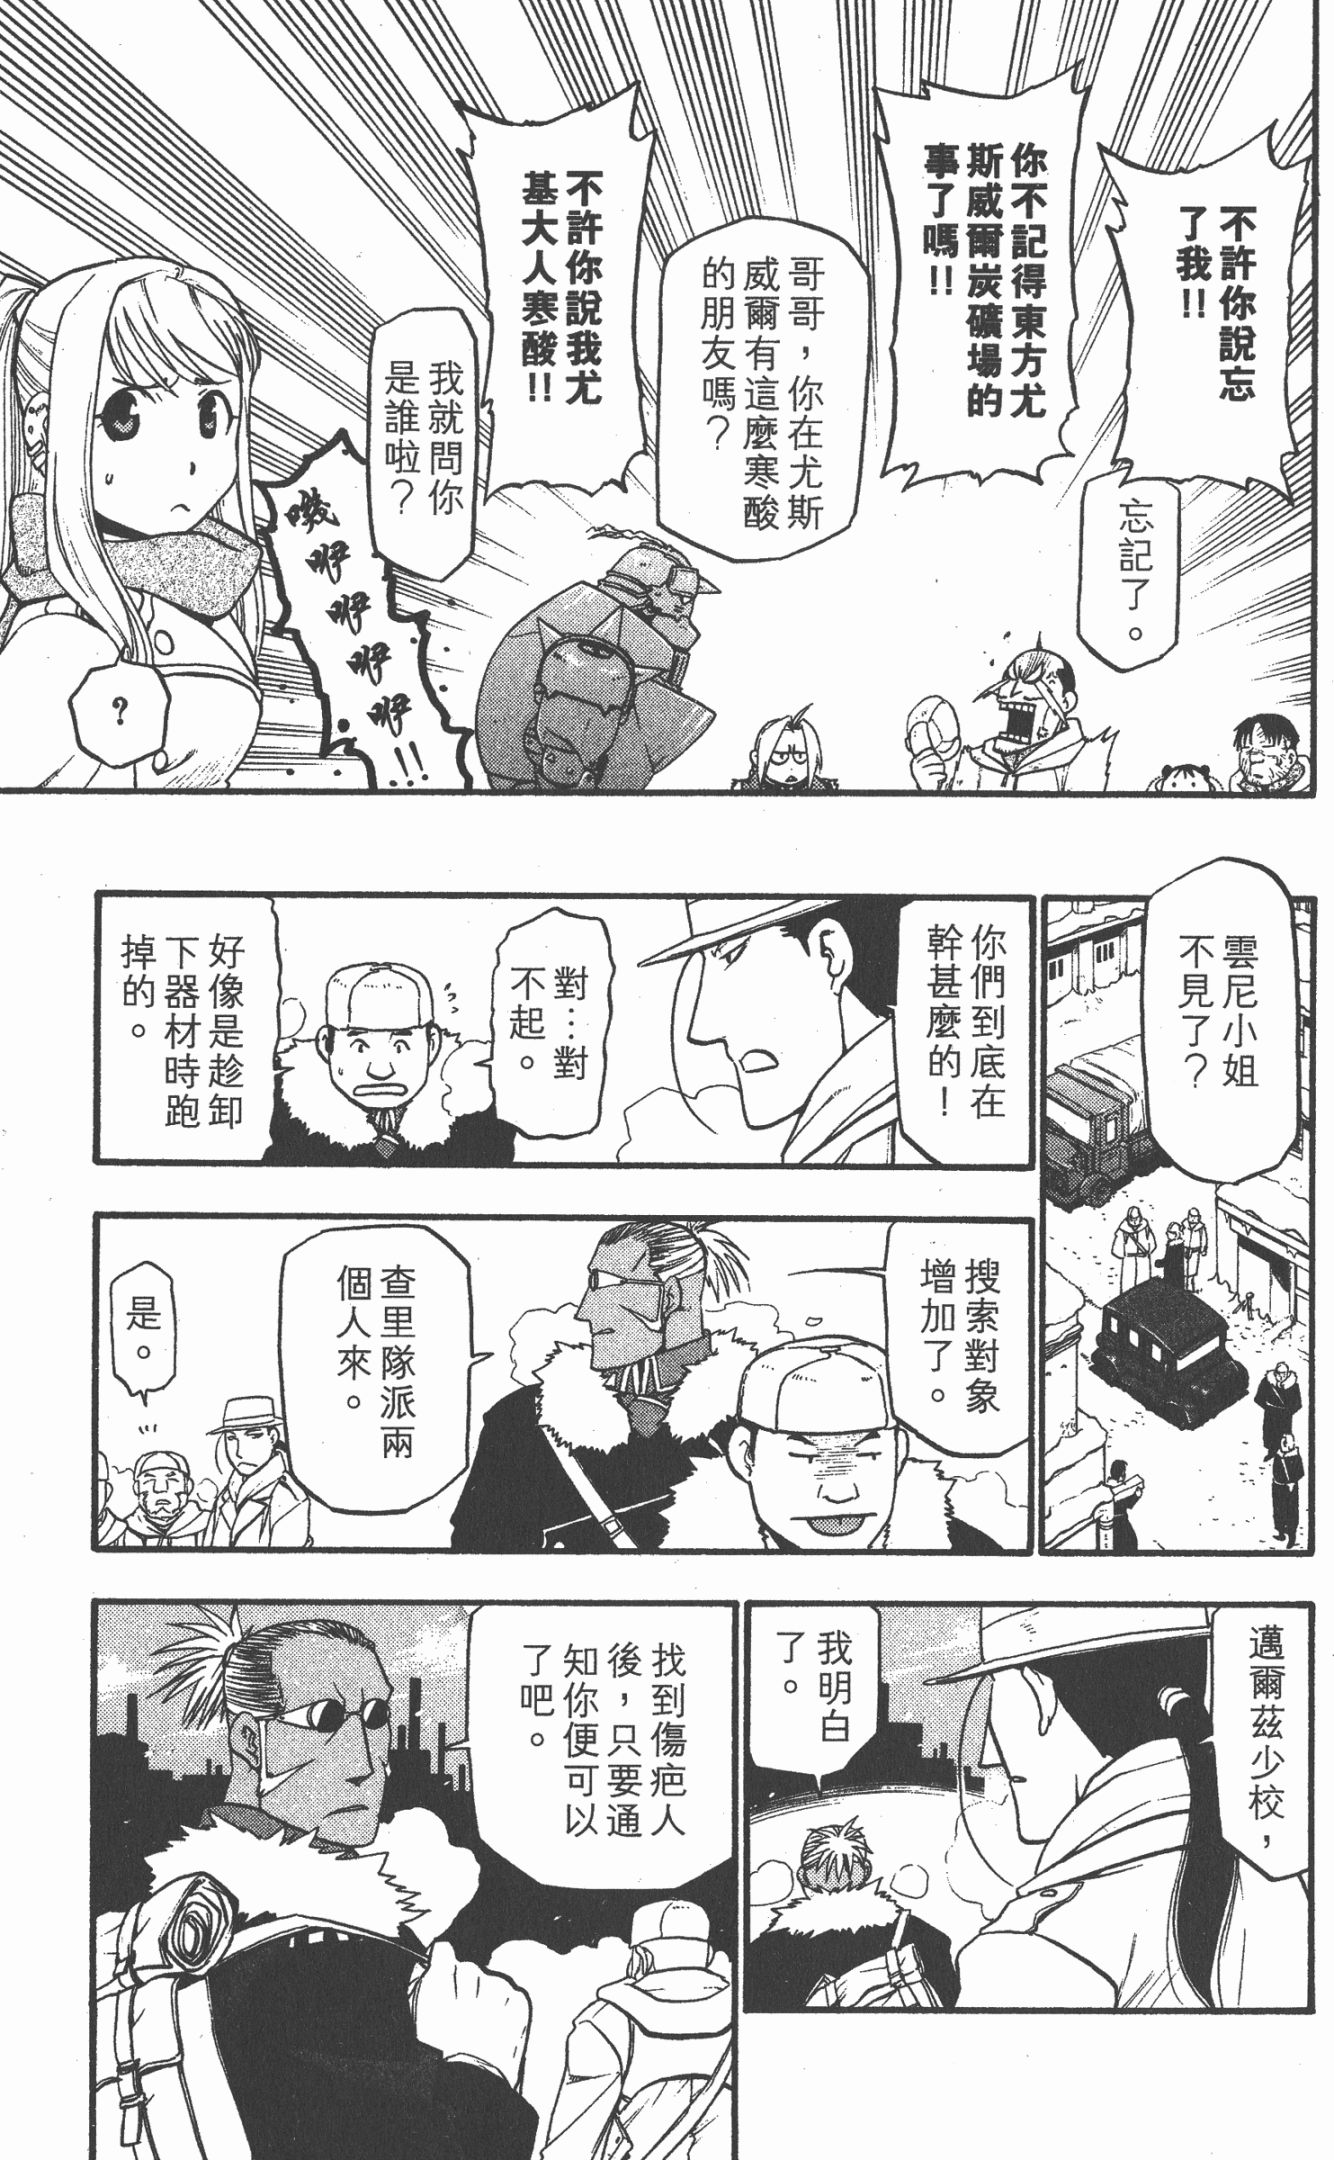 不許你說忘
了我!!
忘記了。
你不記得東方尤
斯威爾炭礦場的
事了嗎!!
哥哥，你在尤斯
威爾有這麼寒酸
的朋友嗎？
不許你說我尤
基大人寒酸!!
我就問你
是誰啦？
嘰咿咿咿咿!!
？
雲尼小姐
不見了？
你們到底在
幹甚麼的！
對…對
不起。
好像是趁卸
下器材時跑
掉的。
搜索對象
增加了。
查里隊派兩
個人來。
是。
邁爾茲少校，
我明白
了。
找到傷疤人
後，只要通
知你便可以
了吧。